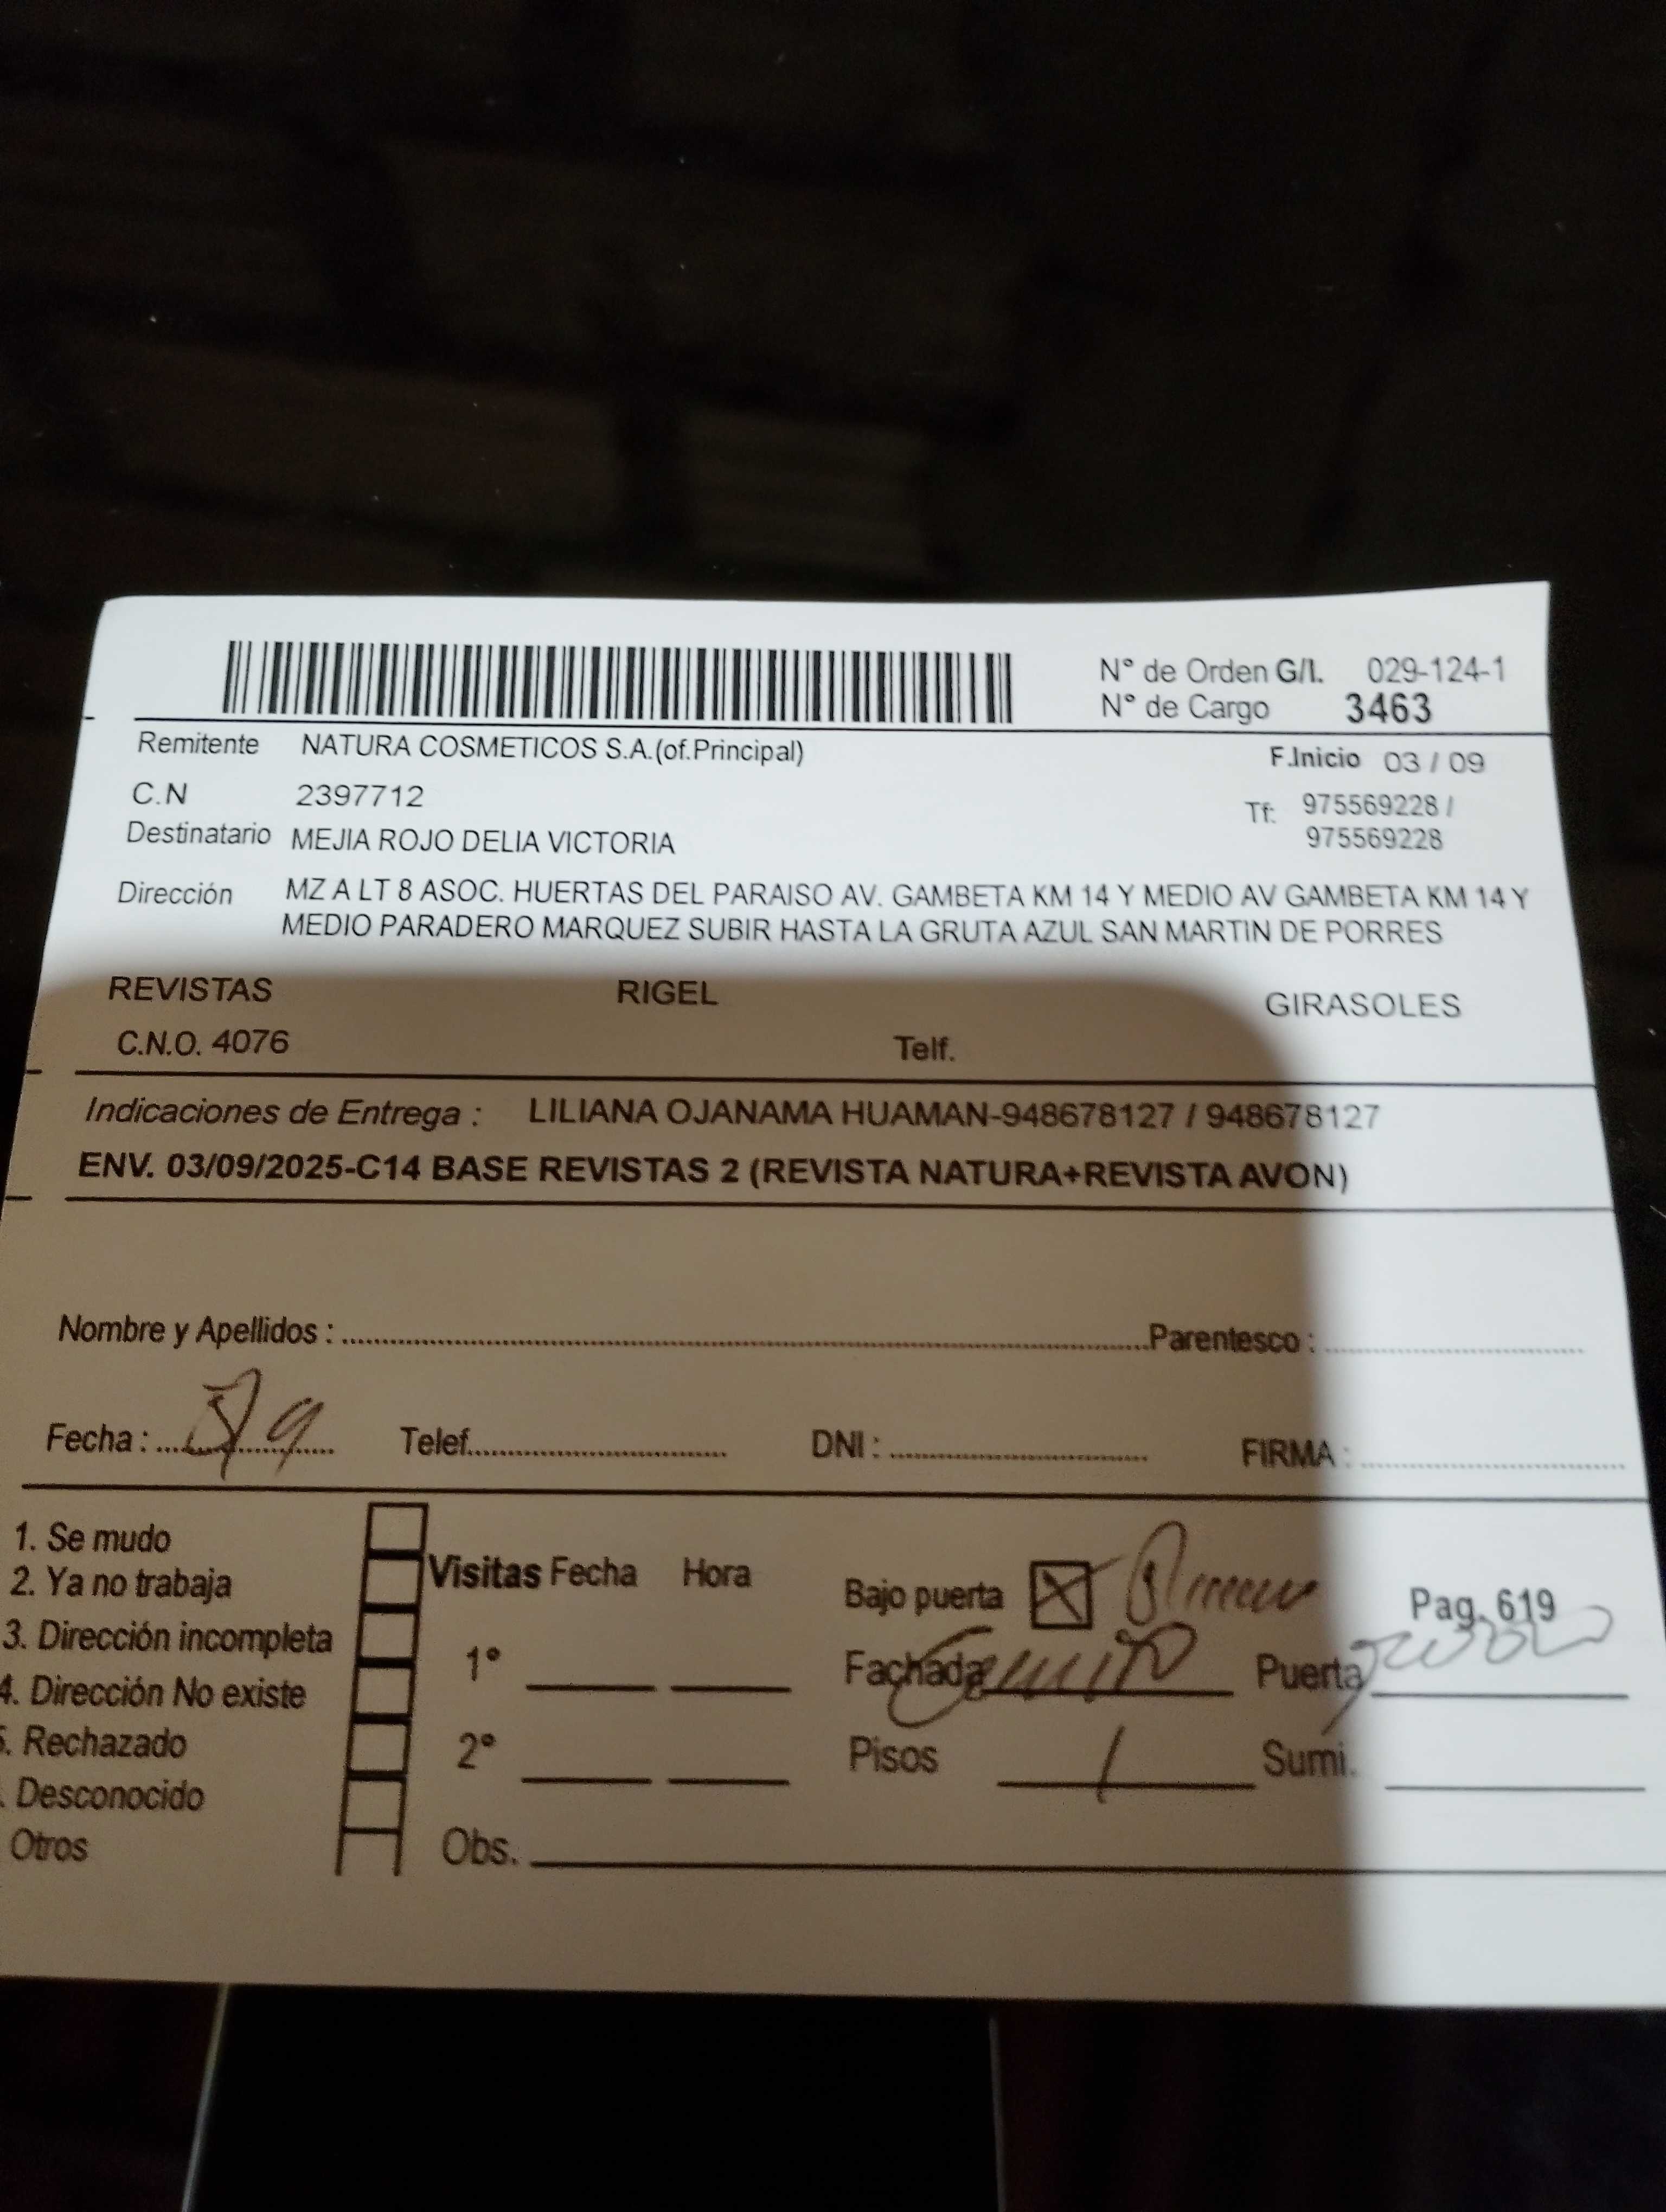 N° de Orden G/I. 029-124-1
N° de Cargo 3463
Remitente NATURA COSMETICOS S.A.(of.Principal)
F.Inicio 03 / 09
C.N 2397712
Tf: 975569228 /
975569228
Destinatario MEJIA ROJO DELIA VICTORIA
Dirección MZ A LT 8 ASOC. HUERTAS DEL PARAISO AV. GAMBETA KM 14 Y MEDIO AV GAMBETA KM 14 Y
MEDIO PARADERO MARQUEZ SUBIR HASTA LA GRUTA AZUL SAN MARTIN DE PORRES
REVISTAS RIGEL GIRASOLES
C.N.O. 4076 Telf.
Indicaciones de Entrega : LILIANA OJANAMA HUAMAN-948678127 / 948678127
ENV. 03/09/2025-C14 BASE REVISTAS 2 (REVISTA NATURA+REVISTA AVON)
Nombre y Apellidos : Parentesco :
Fecha : 5/9 Telef. DNI : FIRMA :
1. Se mudo
2. Ya no trabaja
3. Dirección incompleta
4. Dirección No existe
. Rechazado
. Desconocido
Otros
Visitas Fecha Hora
1°
2°
Obs.
Bajo puerta
Pag. 619
Fachada Puerta
Pisos 1 Sumi.